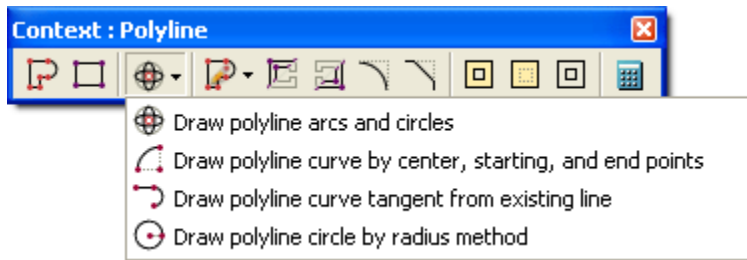 Context : Polyline
Draw polyline arcs and circles
Draw polyline curve by center, starting, and end points
Draw polyline curve tangent from existing line
Draw polyline circle by radius method